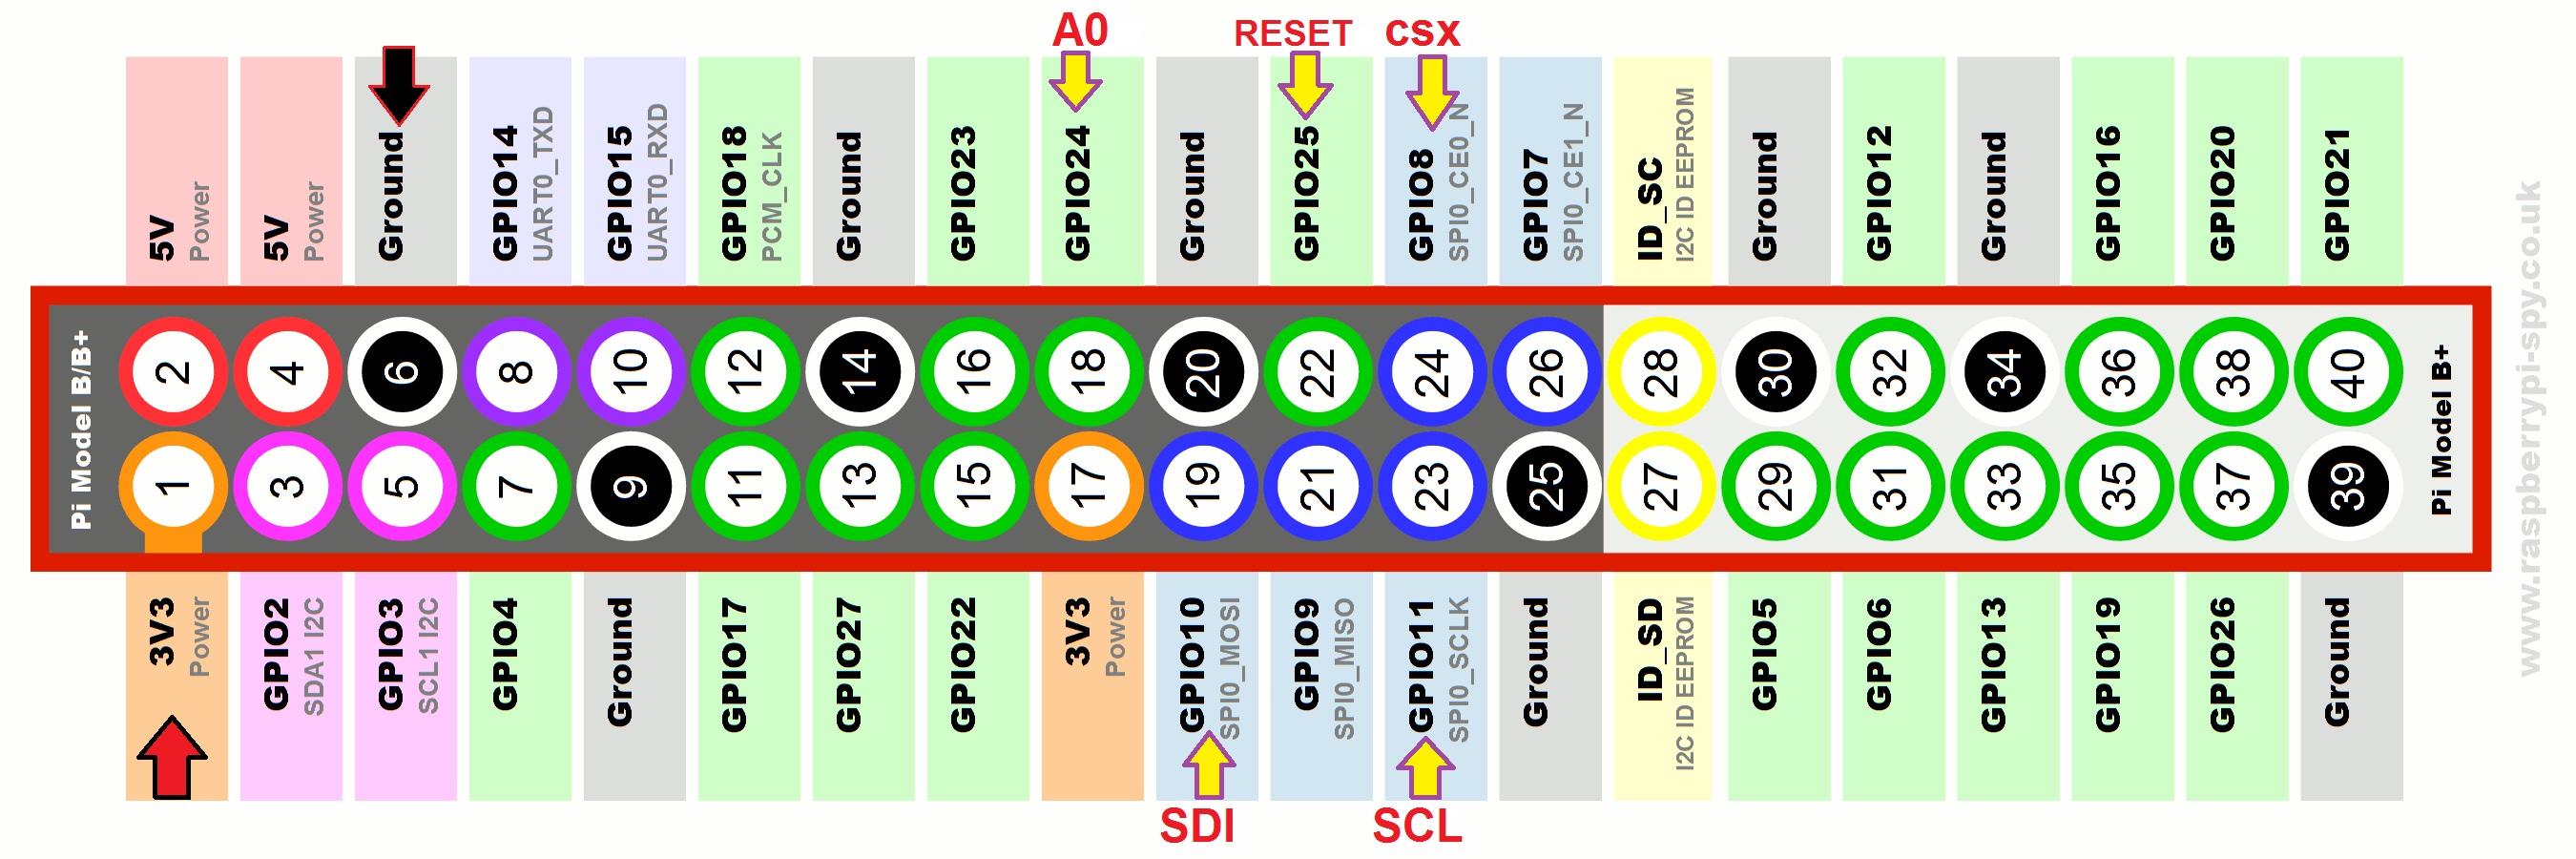 A0
RESET
CSX
5V
Power
5V
Power
Ground
GPIO14
UART0_TXD
GPIO15
UART0_RXD
GPIO18
PCM_CLK
Ground
GPIO23
GPIO24
Ground
GPIO25
GPIO8
SPI0_CE0_N
GPIO7
SPI0_CE1_N
ID_SC
I2C ID EEPROM
Ground
GPIO12
Ground
GPIO16
GPIO20
GPIO21
Pi Model B/B+
2 4 6 8 10 12 14 16 18 20 22 24 26 28 30 32 34 36 38 40
1 3 5 7 9 11 13 15 17 19 21 23 25 27 29 31 33 35 37 39
Pi Model B+
3V3
Power
GPIO2
SDA1 I2C
GPIO3
SCL1 I2C
GPIO4
Ground
GPIO17
GPIO27
GPIO22
3V3
Power
GPIO10
SPI0_MOSI
GPIO9
SPI0_MISO
GPIO11
SPI0_SCLK
Ground
ID_SD
I2C ID EEPROM
GPIO5
GPIO6
GPIO13
GPIO19
GPIO26
Ground
SDI
SCL
www.raspberrypi-spy.co.uk